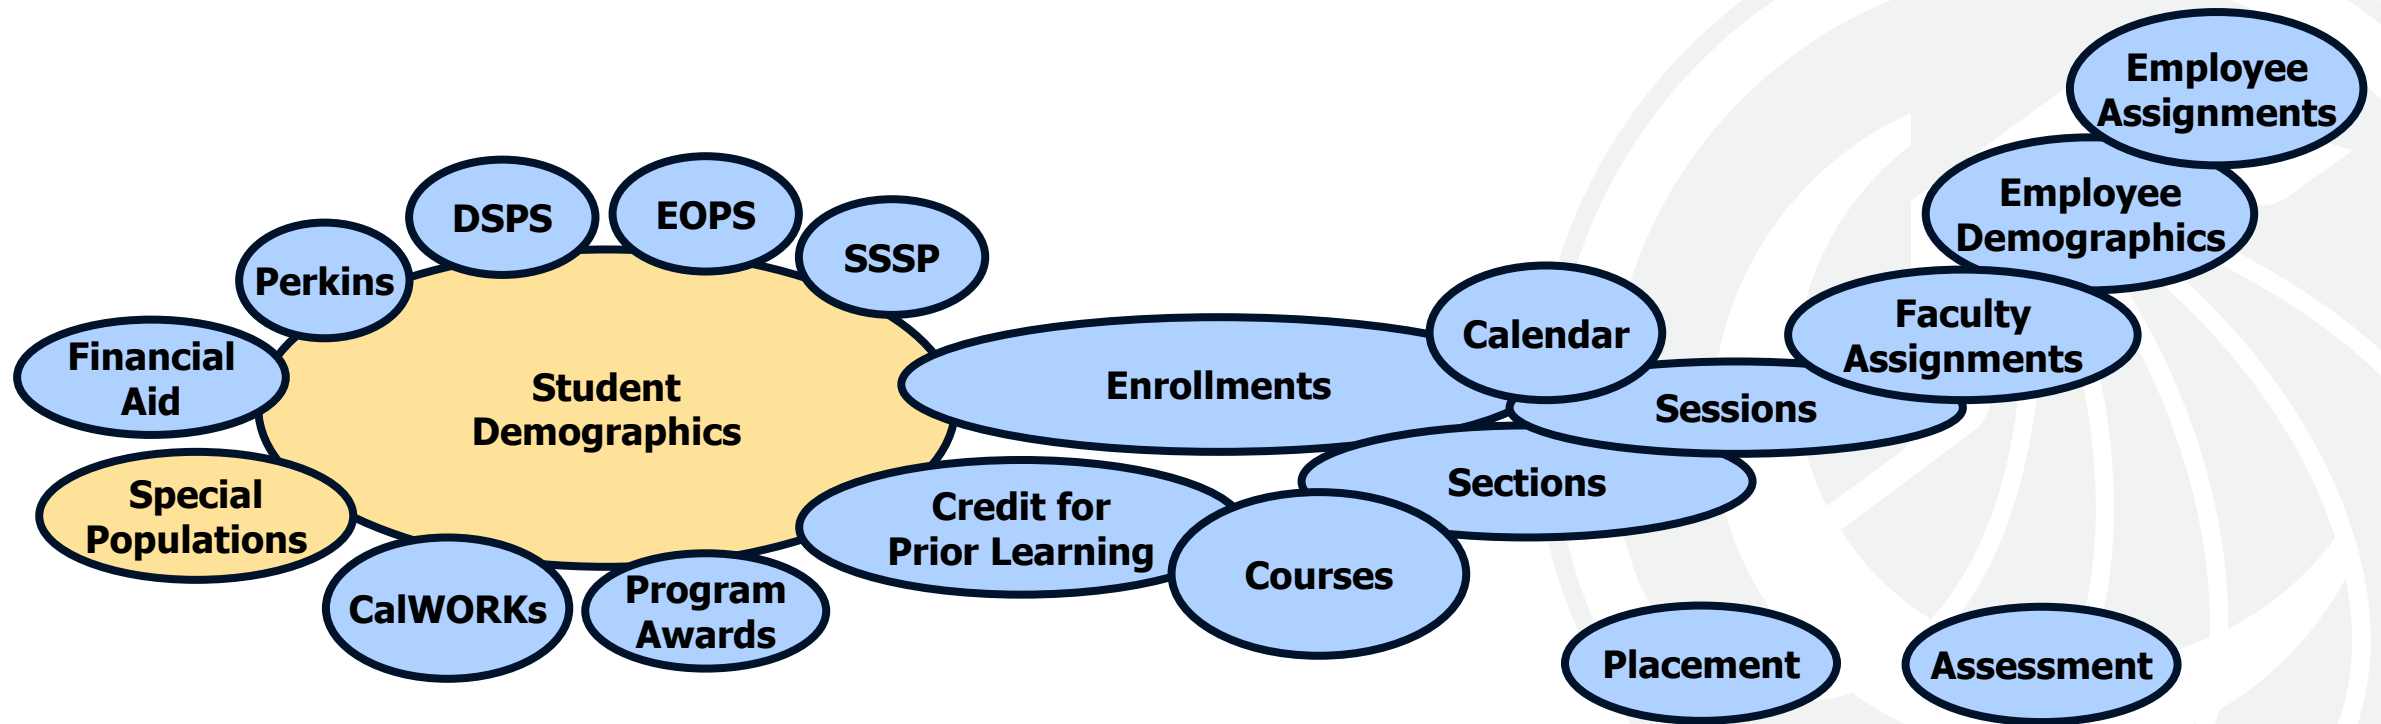 Employee
Assignments
Employee
Demographics
DSPS
EOPS
SSSP
Perkins
Faculty
Assignments
Calendar
Financial
Aid
Student
Demographics
Enrollments
Sessions
Special
Populations
Credit for
Prior Learning
Sections
CalWORKs
Program
Awards
Courses
Placement
Assessment